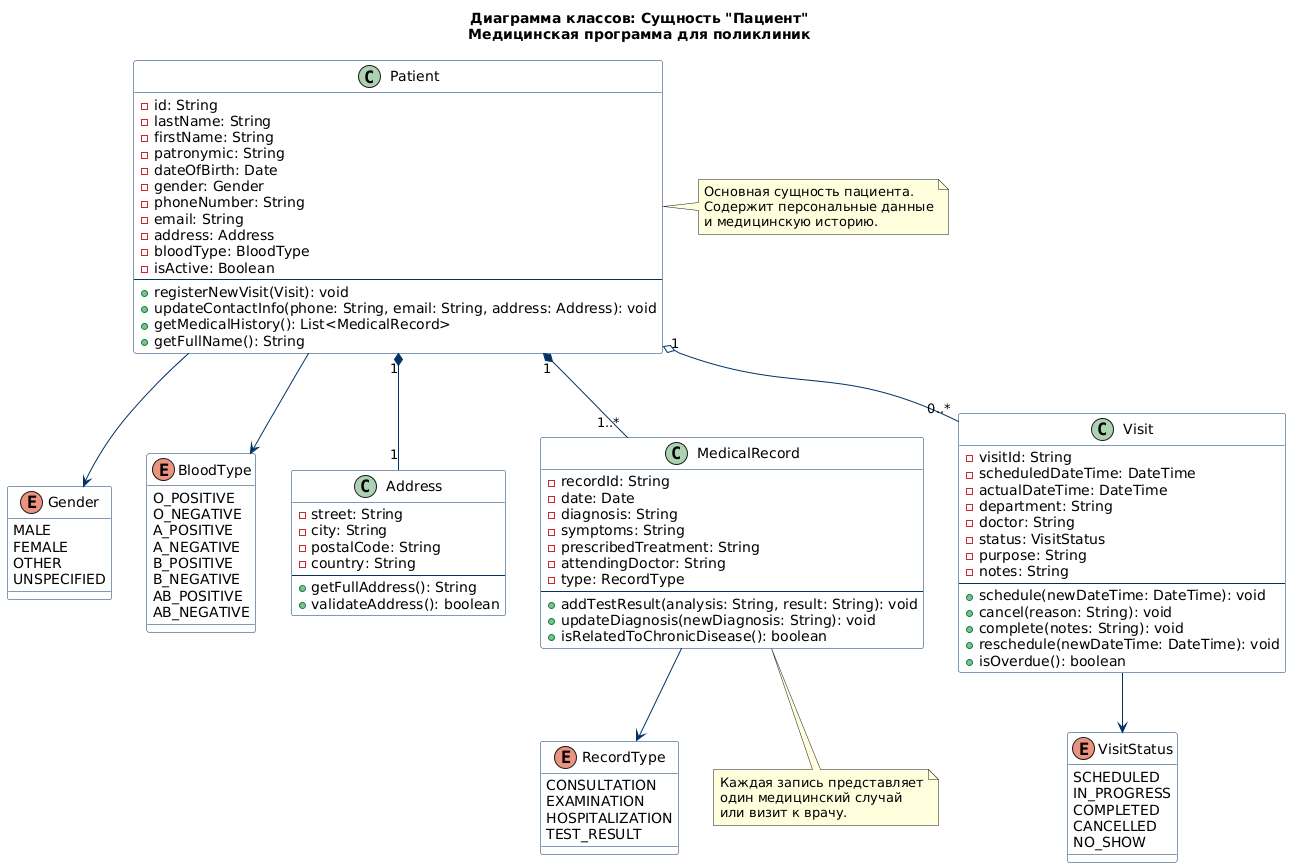 Диаграмма классов: Сущность "Пациент"
Медицинская программа для поликлиник
C Patient
id: String
lastName: String
firstName: String
patronymic: String
dateOfBirth: Date
gender: Gender
phoneNumber: String
email: String
address: Address
bloodType: BloodType
isActive: Boolean
registerNewVisit(Visit): void
updateContactInfo(phone: String, email: String, address: Address): void
getMedicalHistory(): List<MedicalRecord>
getFullName(): String
Основная сущность пациента.
Содержит персональные данные
и медицинскую историю.
1
1
1
1
1..*
0..*
E Gender
MALE
FEMALE
OTHER
UNSPECIFIED
E BloodType
O_POSITIVE
O_NEGATIVE
A_POSITIVE
A_NEGATIVE
B_POSITIVE
B_NEGATIVE
AB_POSITIVE
AB_NEGATIVE
C Address
street: String
city: String
postalCode: String
country: String
getFullAddress(): String
validateAddress(): boolean
C MedicalRecord
recordId: String
date: Date
diagnosis: String
symptoms: String
prescribedTreatment: String
attendingDoctor: String
type: RecordType
addTestResult(analysis: String, result: String): void
updateDiagnosis(newDiagnosis: String): void
isRelatedToChronicDisease(): boolean
C Visit
visitId: String
scheduledDateTime: DateTime
actualDateTime: DateTime
department: String
doctor: String
status: VisitStatus
purpose: String
notes: String
schedule(newDateTime: DateTime): void
cancel(reason: String): void
complete(notes: String): void
reschedule(newDateTime: DateTime): void
isOverdue(): boolean
E RecordType
CONSULTATION
EXAMINATION
HOSPITALIZATION
TEST_RESULT
Каждая запись представляет
один медицинский случай
или визит к врачу.
E VisitStatus
SCHEDULED
IN_PROGRESS
COMPLETED
CANCELLED
NO_SHOW